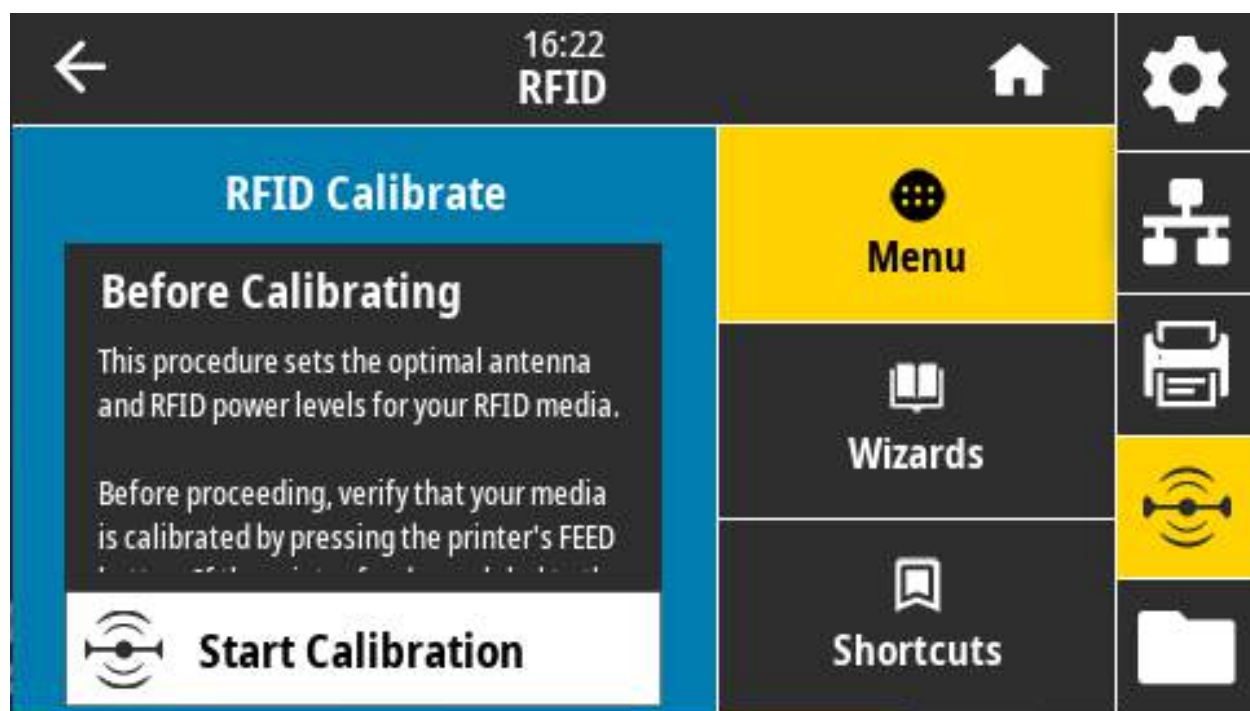 16:22
RFID
RFID Calibrate
Before Calibrating
This procedure sets the optimal antenna
and RFID power levels for your RFID media.
Before proceeding, verify that your media
is calibrated by pressing the printer's FEED
Start Calibration
Menu
Wizards
Shortcuts